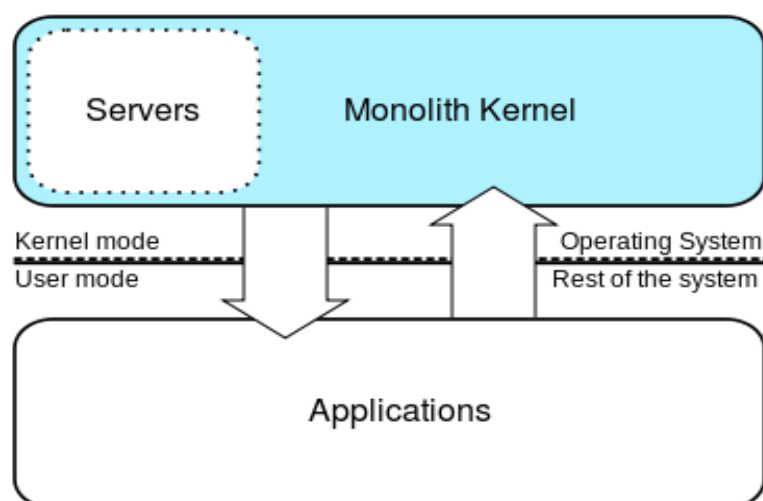 Servers
Monolith Kernel
Kernel mode
Operating System
User mode
Rest of the system
Applications